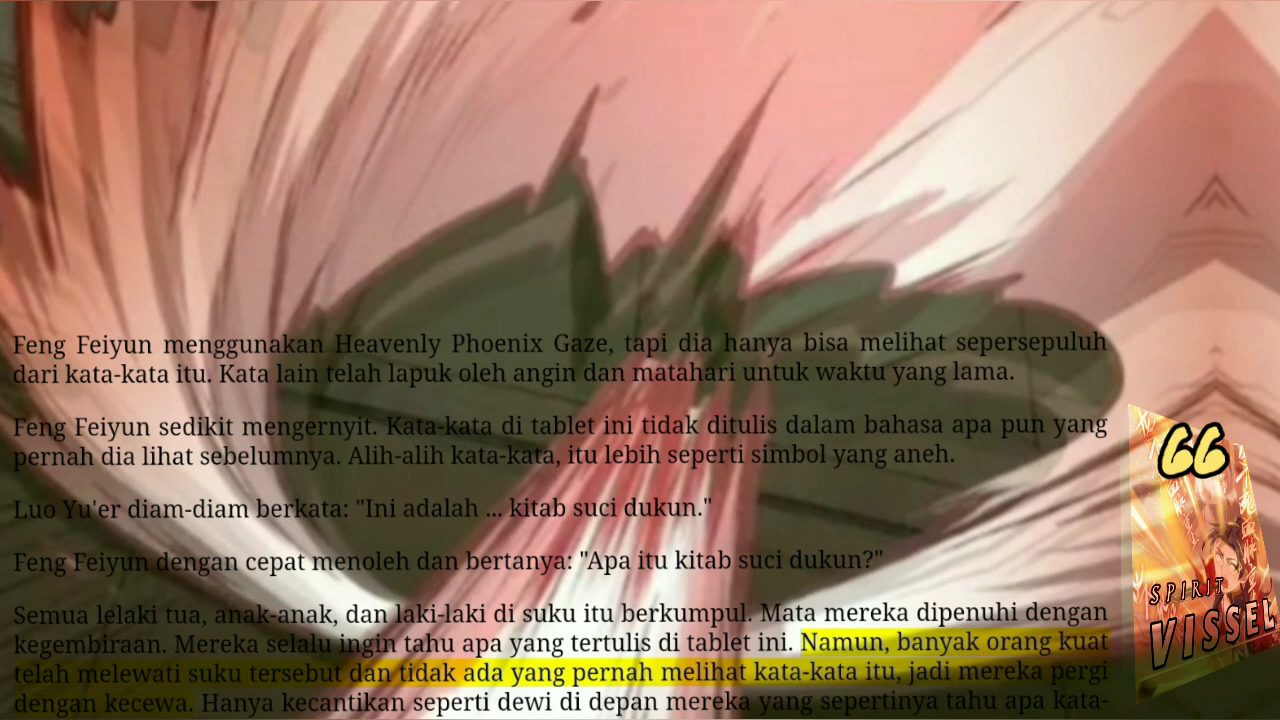 Feng Feiyun menggunakan Heavenly Phoenix Gaze, tapi dia hanya bisa melihat sepersepuluh
dari kata-kata itu. Kata lain telah lapuk oleh angin dan matahari untuk waktu yang lama.
Feng Feiyun sedikit mengernyit. Kata-kata di tablet ini tidak ditulis dalam bahasa apa pun yang
pernah dia lihat sebelumnya. Alih-alih kata-kata, itu lebih seperti simbol yang aneh.
Luo Yu'er diam-diam berkata: "Ini adalah ... kitab suci dukun."
Feng Feiyun dengan cepat menoleh dan bertanya: "Apa itu kitab suci dukun?"
Semua lelaki tua, anak-anak, dan laki-laki di suku itu berkumpul. Mata mereka dipenuhi dengan
kegembiraan. Mereka selalu ingin tahu apa yang tertulis di tablet ini. Namun, banyak orang kuat
telah melewati suku tersebut dan tidak ada yang pernah melihat kata-kata itu, jadi mereka pergi
dengan kecewa. Hanya kecantikan seperti dewi di depan mereka yang sepertinya tahu apa kata-
66
SPIRIT
VISSEL